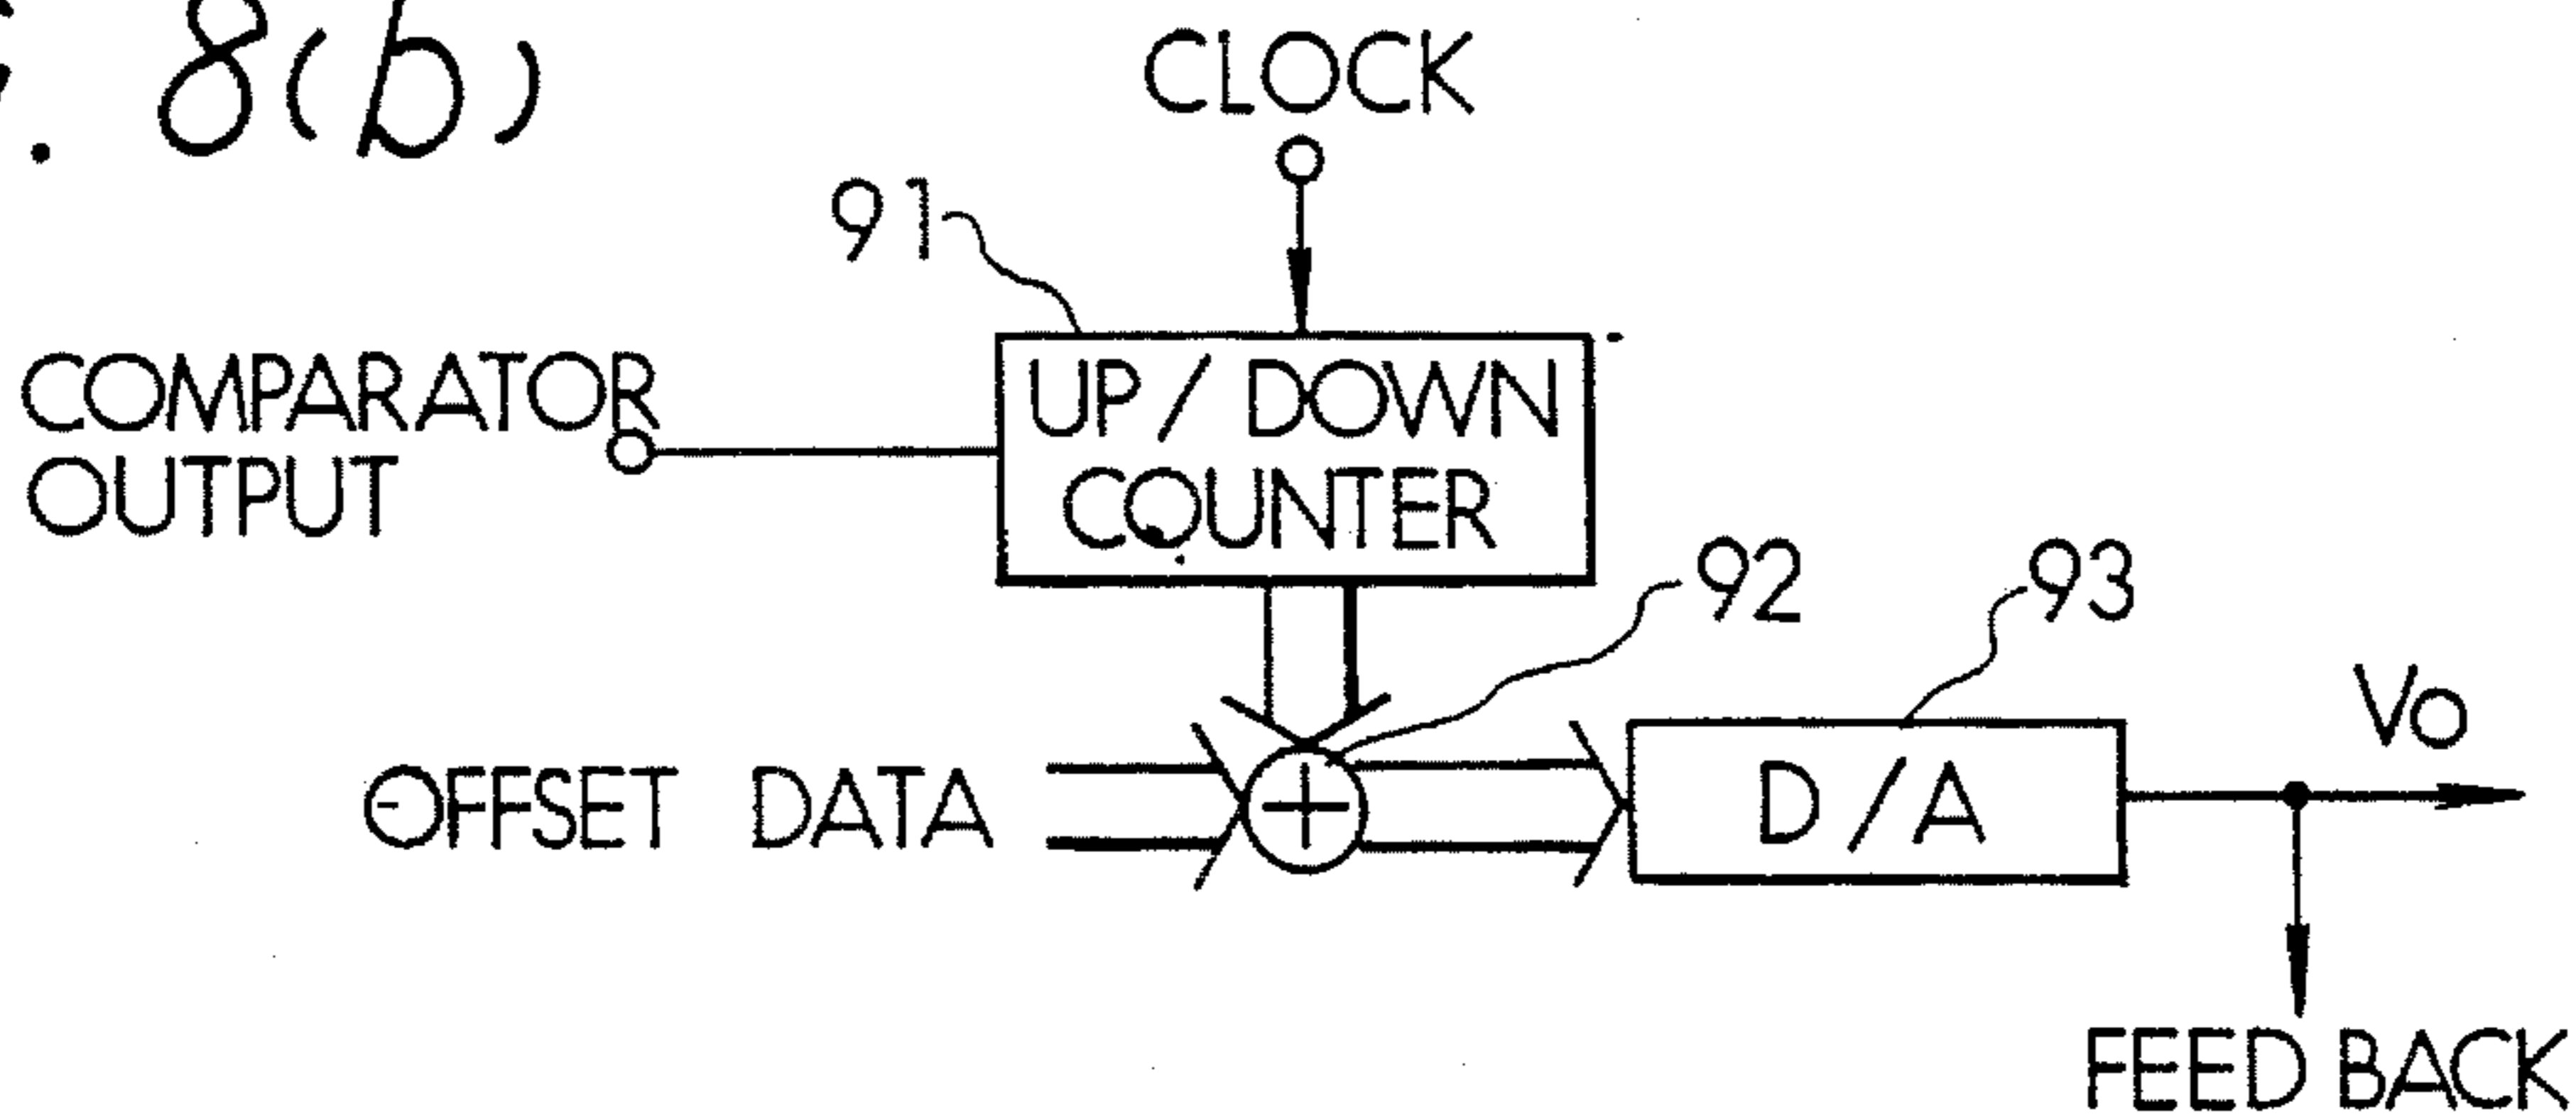 . 8(b)
CLOCK
91
COMPARATOR
OUTPUT
UP/DOWN
COUNTER
92
93
OFFSET DATA
+
D/A
Vo
FEED BACK